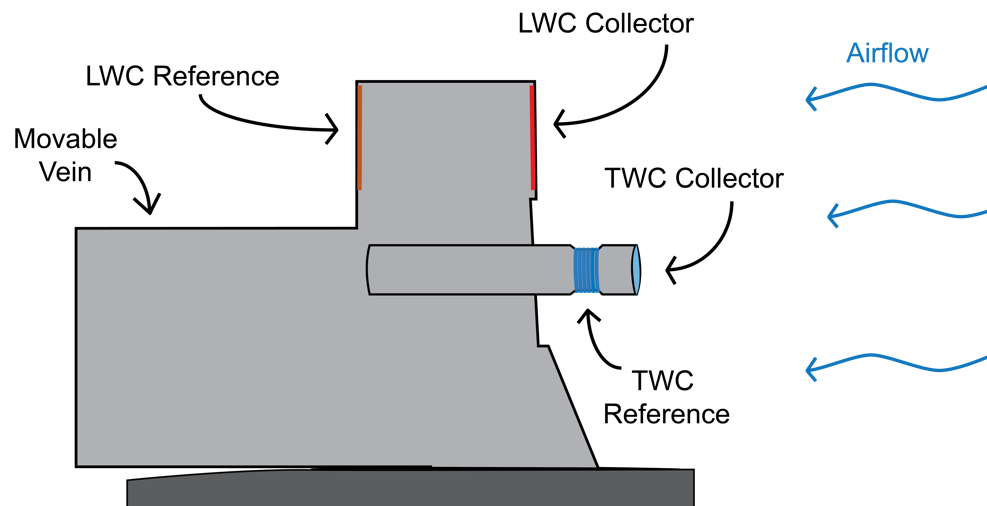 LWC Collector
Airflow
LWC Reference
Movable
Vein
TWC Collector
TWC
Reference